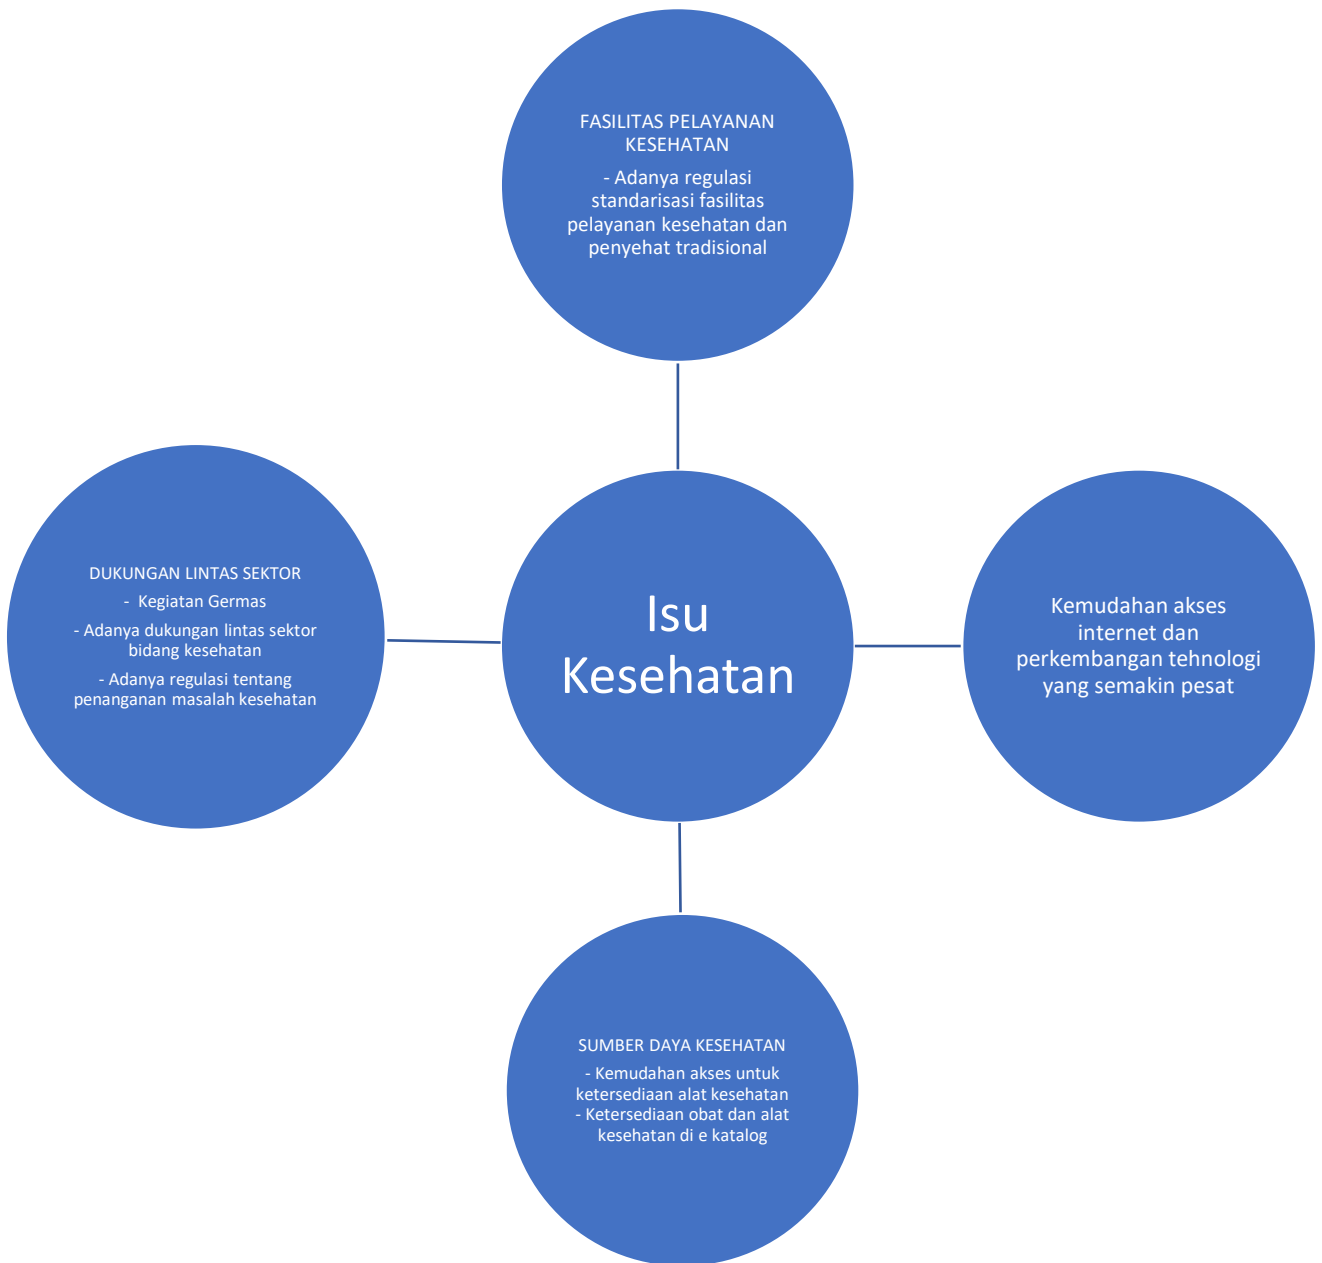 FASILITAS PELAYANAN
KESEHATAN
- Adanya regulasi
standarisasi fasilitas
pelayanan kesehatan dan
penyehat tradisional
DUKUNGAN LINTAS SEKTOR
- Kegiatan Germas
- Adanya dukungan lintas sektor
bidang kesehatan
- Adanya regulasi tentang
penanganan masalah kesehatan
Isu
Kesehatan
Kemudahan akses
internet dan
perkembangan tehnologi
yang semakin pesat
SUMBER DAYA KESEHATAN
- Kemudahan akses untuk
ketersediaan alat kesehatan
- Ketersediaan obat dan alat
kesehatan di e katalog